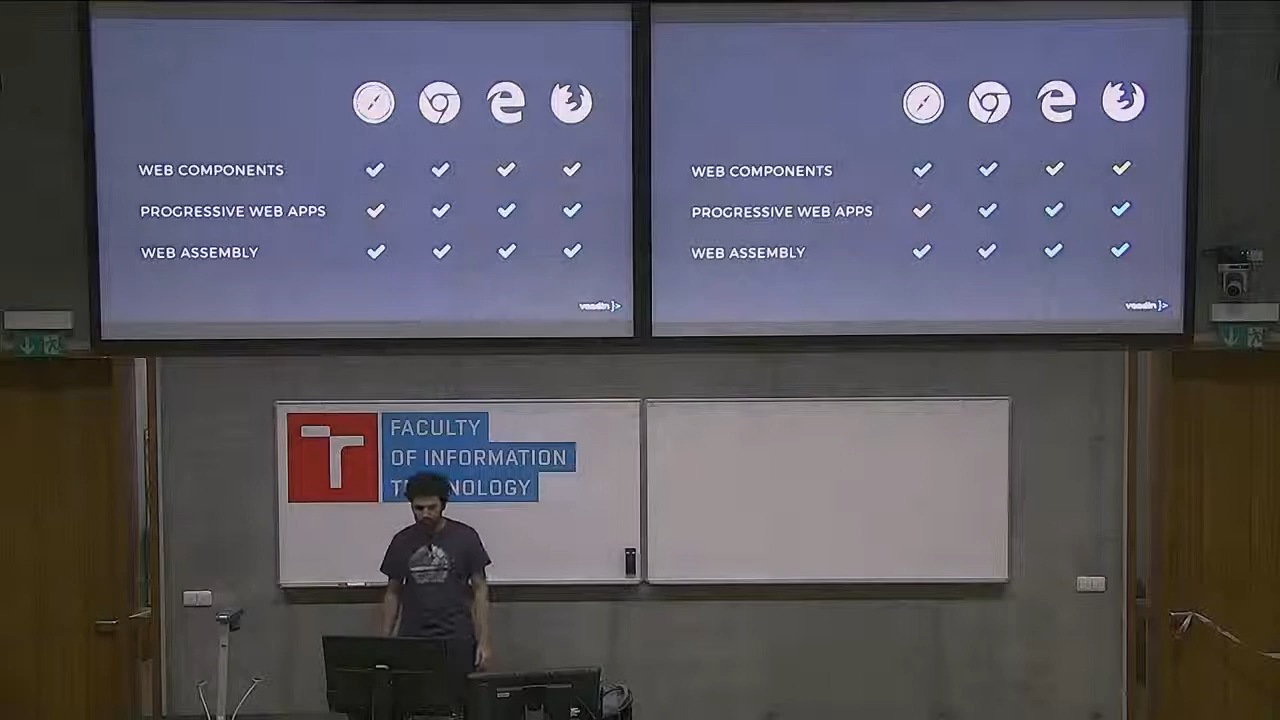 WEB COMPONENTS
PROGRESSIVE WEB APPS
WEB ASSEMBLY
vaadin }>
WEB COMPONENTS
PROGRESSIVE WEB APPS
WEB ASSEMBLY
vaadin }>
T FACULTY
OF INFORMATION
T NOLOGY